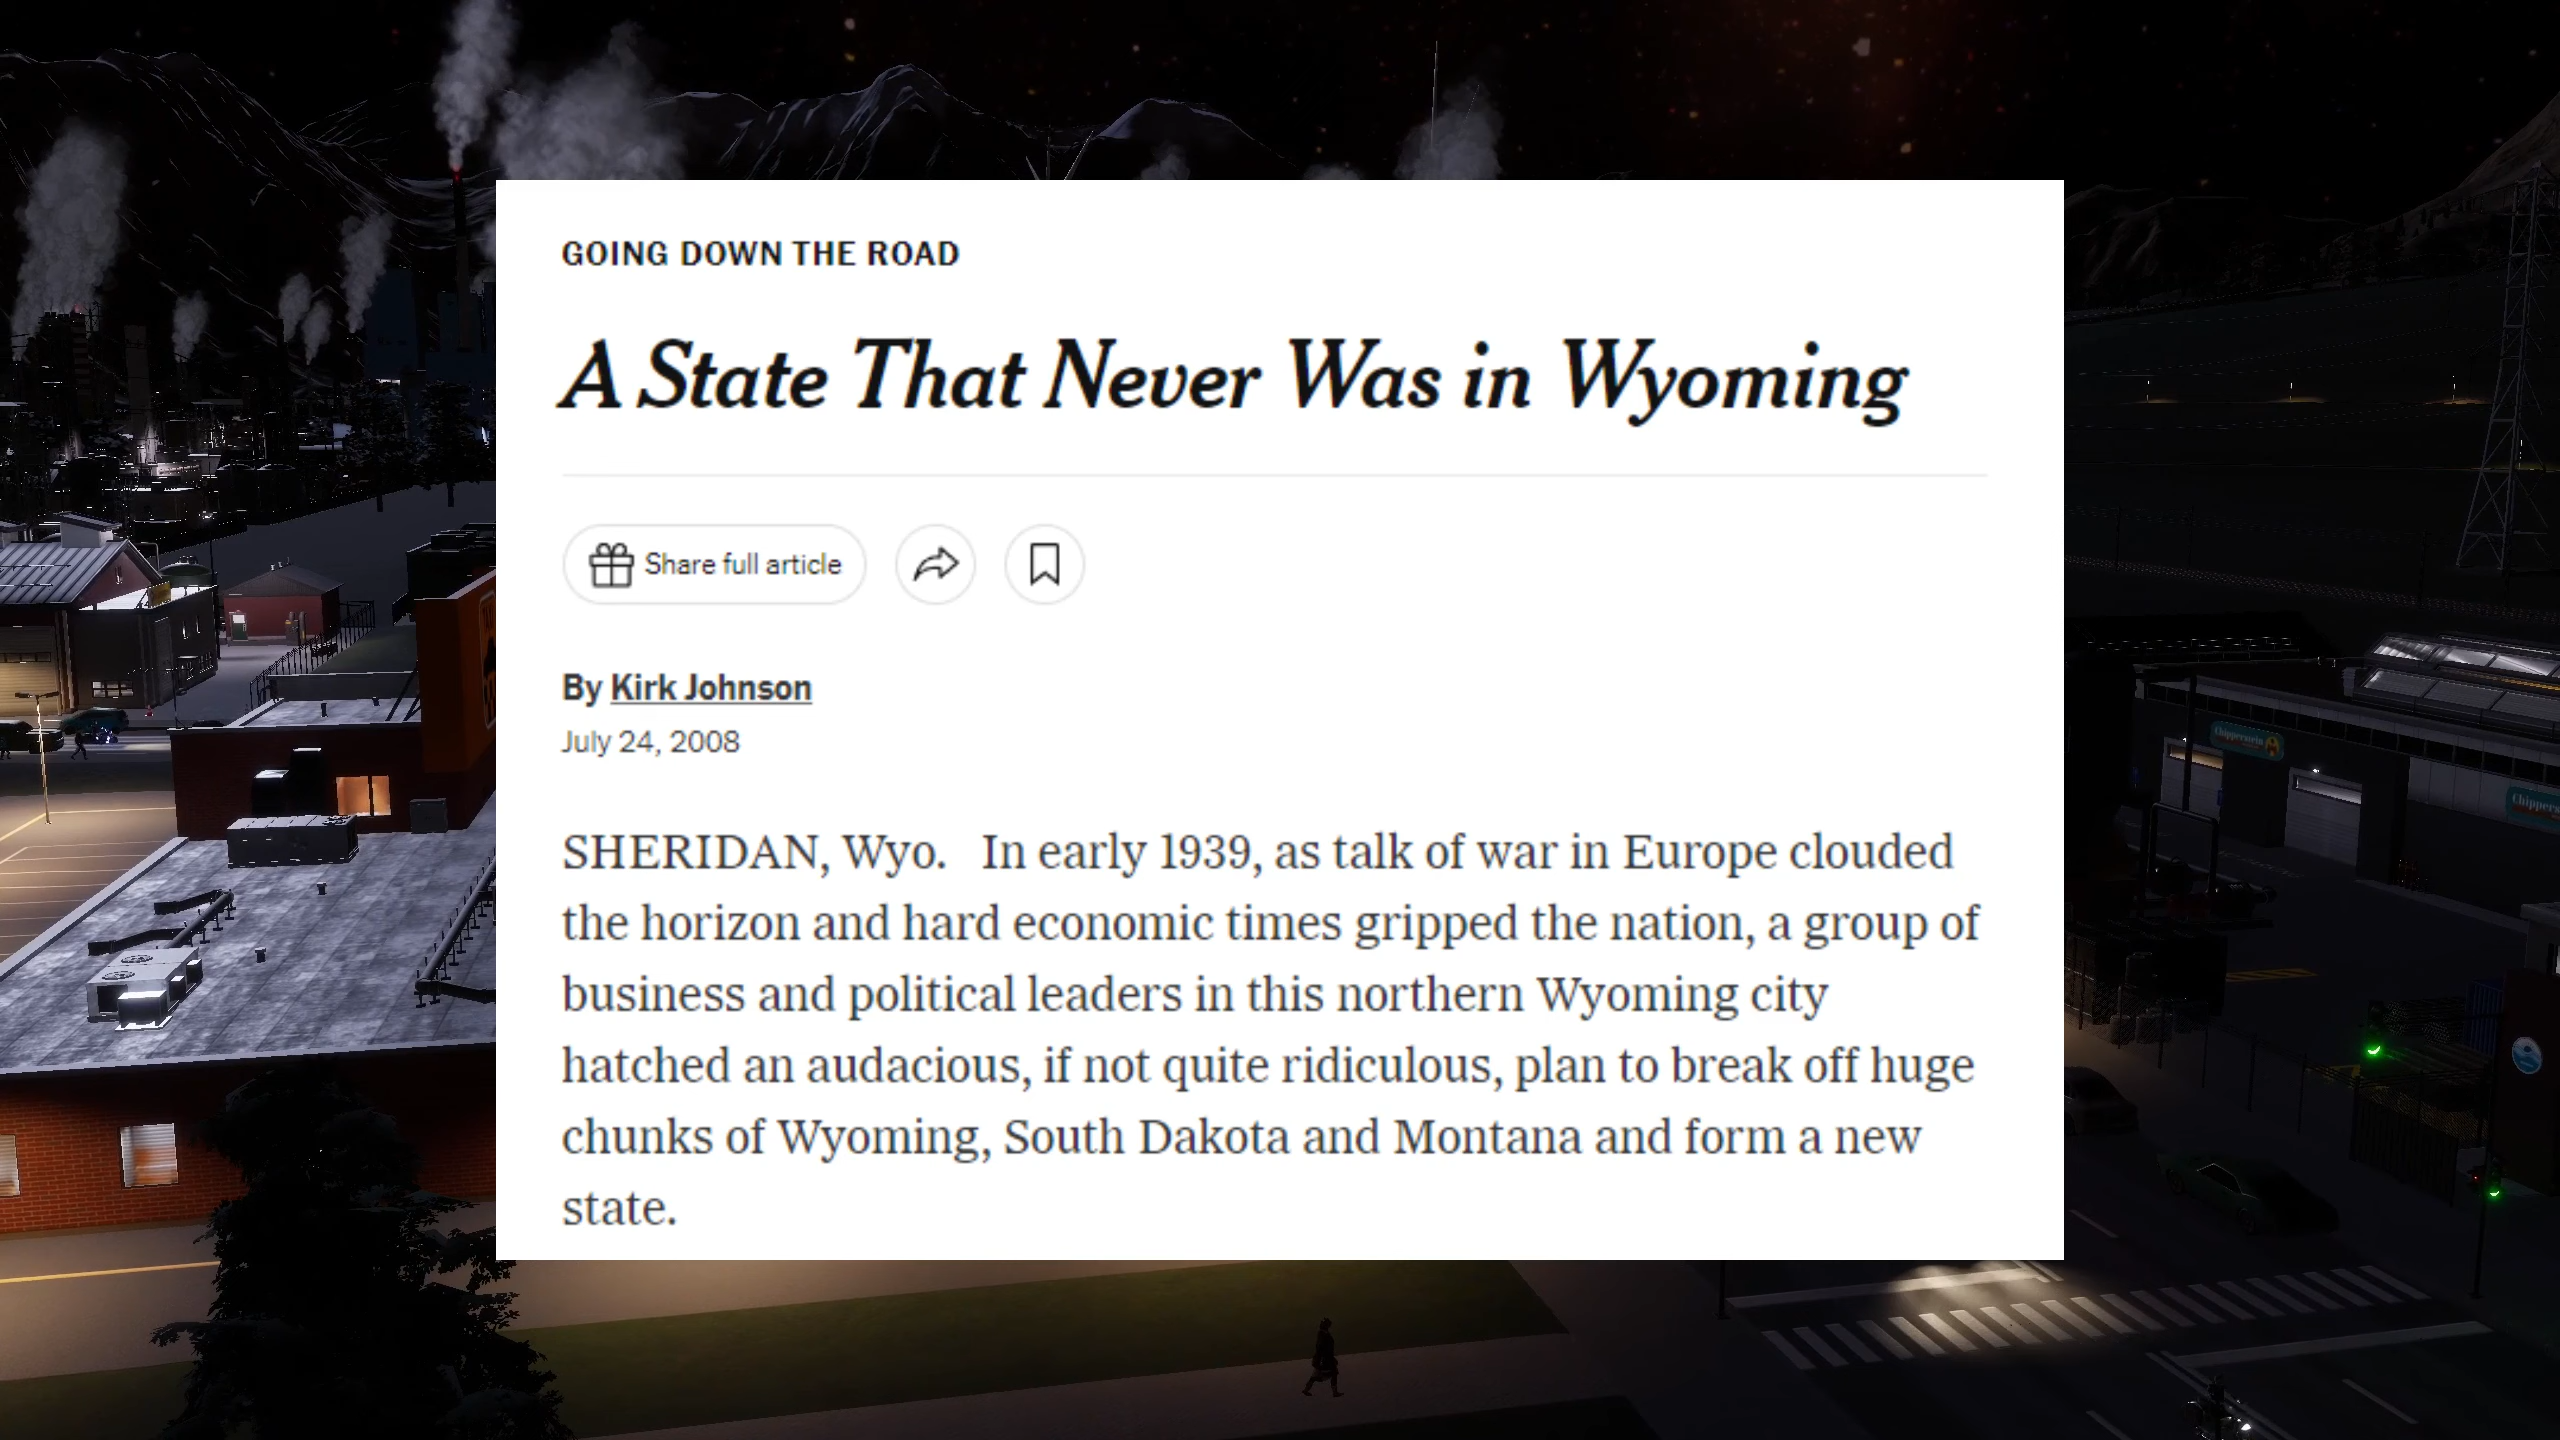 GOING DOWN THE ROAD
A State That Never Was in Wyoming
Share full article
By Kirk Johnson
July 24, 2008
SHERIDAN, Wyo. In early 1939, as talk of war in Europe clouded
the horizon and hard economic times gripped the nation, a group of
business and political leaders in this northern Wyoming city
hatched an audacious, if not quite ridiculous, plan to break off huge
chunks of Wyoming, South Dakota and Montana and form a new
state.
Chipperstein